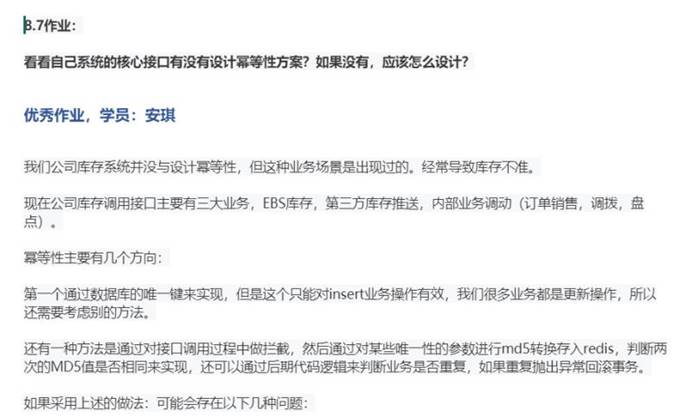 8.7作业：
看看自己系统的核心接口有没有设计幂等性方案？如果没有，应该怎么设计？
优秀作业，学员：安琪
我们公司库存系统并没与设计幂等性，但这种业务场景是出现过的。经常导致库存不准。
现在公司库存调用接口主要有三大业务，EBS库存，第三方库存推送，内部业务调动（订单销售，调拨，盘
点）。
幂等性主要有几个方向：
第一个通过数据库的唯一键来实现，但是这个只能对insert业务操作有效，我们很多业务都是更新操作，所以
还需要考虑别的方法。
还有一种方法是通过对接口调用过程中做拦截，然后通过对某些唯一性的参数进行md5转换存入redis，判断两
次的MD5值是否相同来实现，还可以通过后期代码逻辑来判断业务是否重复，如果重复抛出异常回滚事务。
如果采用上述的做法：可能会存在以下几种问题：